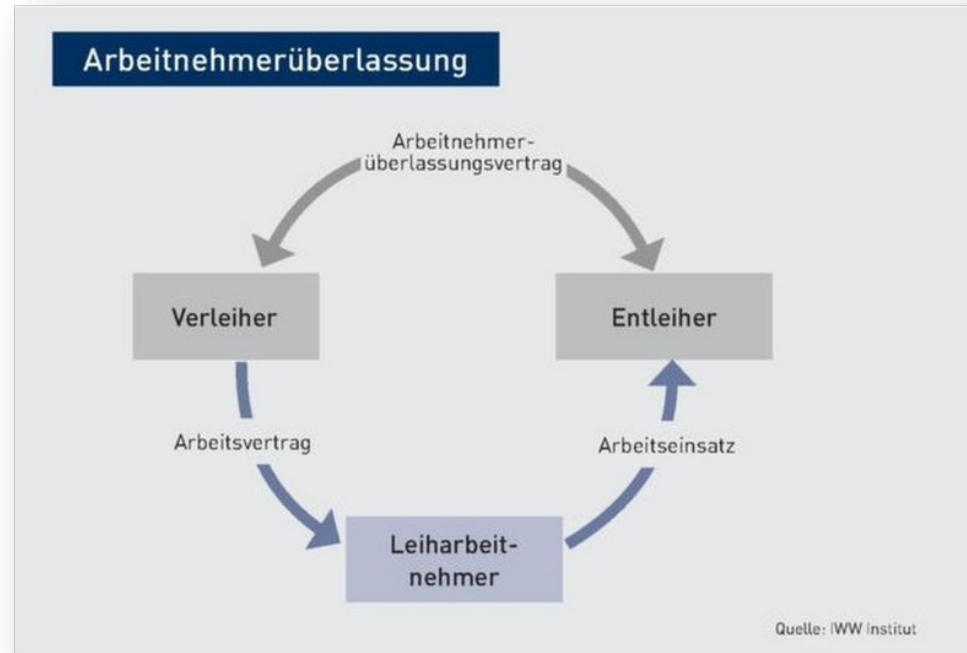 Arbeitnehmerüberlassung
Arbeitnehmer-
überlassungsvertrag
Verleiher
Entleiher
Arbeitsvertrag
Arbeitseinsatz
Leiharbeit-
nehmer
Quelle: IWW Institut